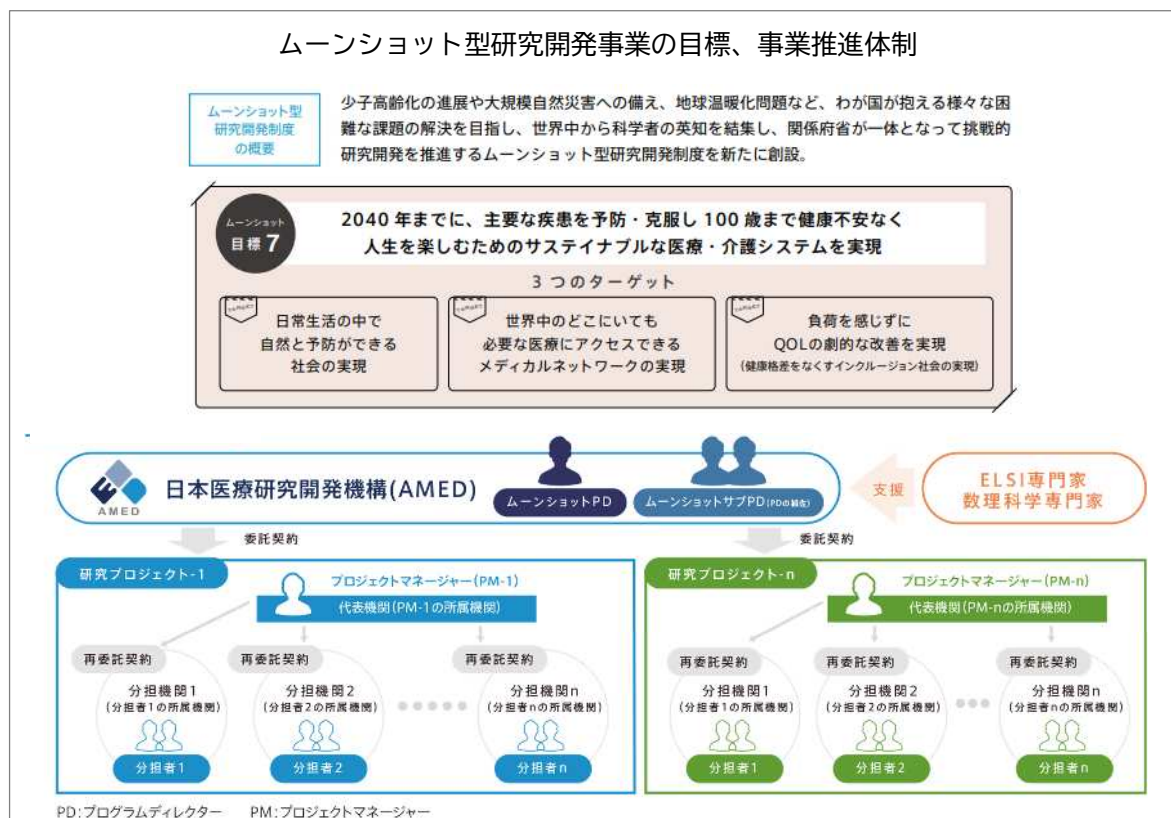 ムーンショット型研究開発事業の目標、事業推進体制
ムーンショット型
研究開発制度
の概要
少子高齢化の進展や大規模自然災害への備え、地球温暖化問題など、わが国が抱える様々な困
難な課題の解決を目指し、世界中から科学者の英知を結集し、関係府省が一体となって挑戦的
研究開発を推進するムーンショット型研究開発制度を新たに創設。
ムーンショット
目標 7
2040 年までに、主要な疾患を予防・克服し 100 歳まで健康不安なく
人生を楽しむためのサステイナブルな医療・介護システムを実現
3 つのターゲット
TARGET
日常生活の中で
自然と予防ができる
社会の実現
TARGET
世界中のどこにいても
必要な医療にアクセスできる
メディカルネットワークの実現
TARGET
負荷を感じずに
QOLの劇的な改善を実現
(健康格差をなくすインクルージョン社会の実現)
AMED
日本医療研究開発機構(AMED)
ムーンショットPD
ムーンショットサブPD(PDの補佐)
支援
ELSI専門家
数理科学専門家
委託契約
委託契約
研究プロジェクト-1
プロジェクトマネージャー(PM-1)
代表機関(PM-1の所属機関)
再委託契約
再委託契約
再委託契約
分担機関1
(分担者1の所属機関)
分担機関2
(分担者2の所属機関)
分担機関n
(分担者nの所属機関)
分担者1
分担者2
分担者n
研究プロジェクト-n
プロジェクトマネージャー(PM-n)
代表機関(PM-nの所属機関)
再委託契約
再委託契約
再委託契約
分担機関1
(分担者1の所属機関)
分担機関2
(分担者2の所属機関)
分担機関n
(分担者nの所属機関)
分担者1
分担者2
分担者n
PD:プログラムディレクター PM:プロジェクトマネージャー